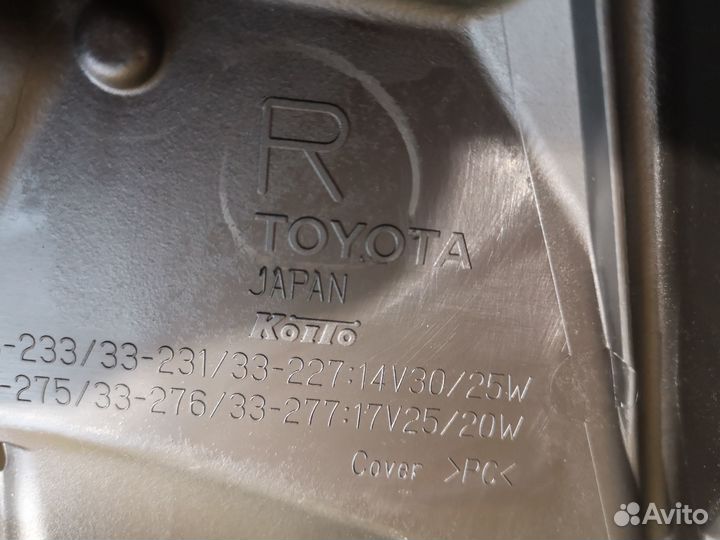 R
TOYOTA
JAPAN
KOITO
-233/33-231/33-227:14V30/25W
-275/33-276/33-277:17V25/20W
Cover >PC<
Avito